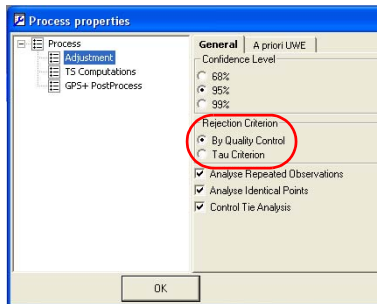 Process properties
Process
Adjustment
TS Computations
GPS+ PostProcess
General
A priori UWE
Confidence Level
68%
95%
99%
Rejection Criterion
By Quality Control
Tau Criterion
Analyse Repeated Observations
Analyse Identical Points
Control Tie Analysis
OK